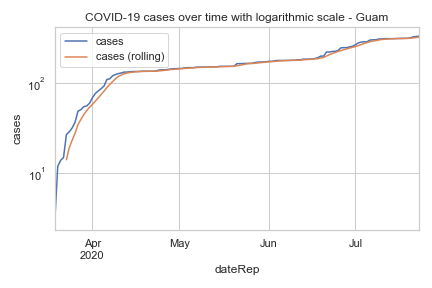 COVID-19 cases over time with logarithmic scale - Guam
cases
cases (rolling)
10²
10¹
cases
Apr
2020
May
Jun
Jul
dateRep